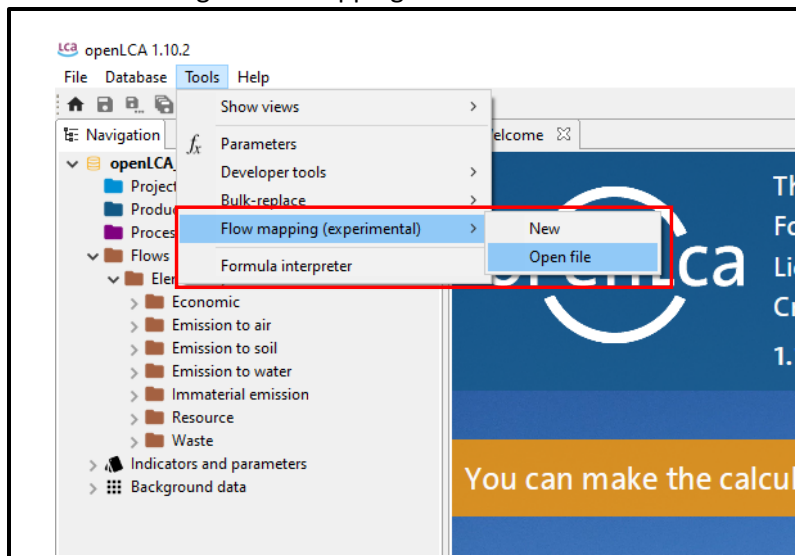 openLCA 1.10.2
File Database Tools Help
Show views
Navigation
elcome
Parameters
openLCA_
Developer tools
Project
Bulk-replace
Produ
Flow mapping (experimental)
New
Proces
Open file
Flows
Formula interpreter
Ele
Economic
Emission to air
Emission to soil
Emission to water
1.
Immaterial emission
Resource
Waste
Indicators and parameters
You can make the calcul
Background data